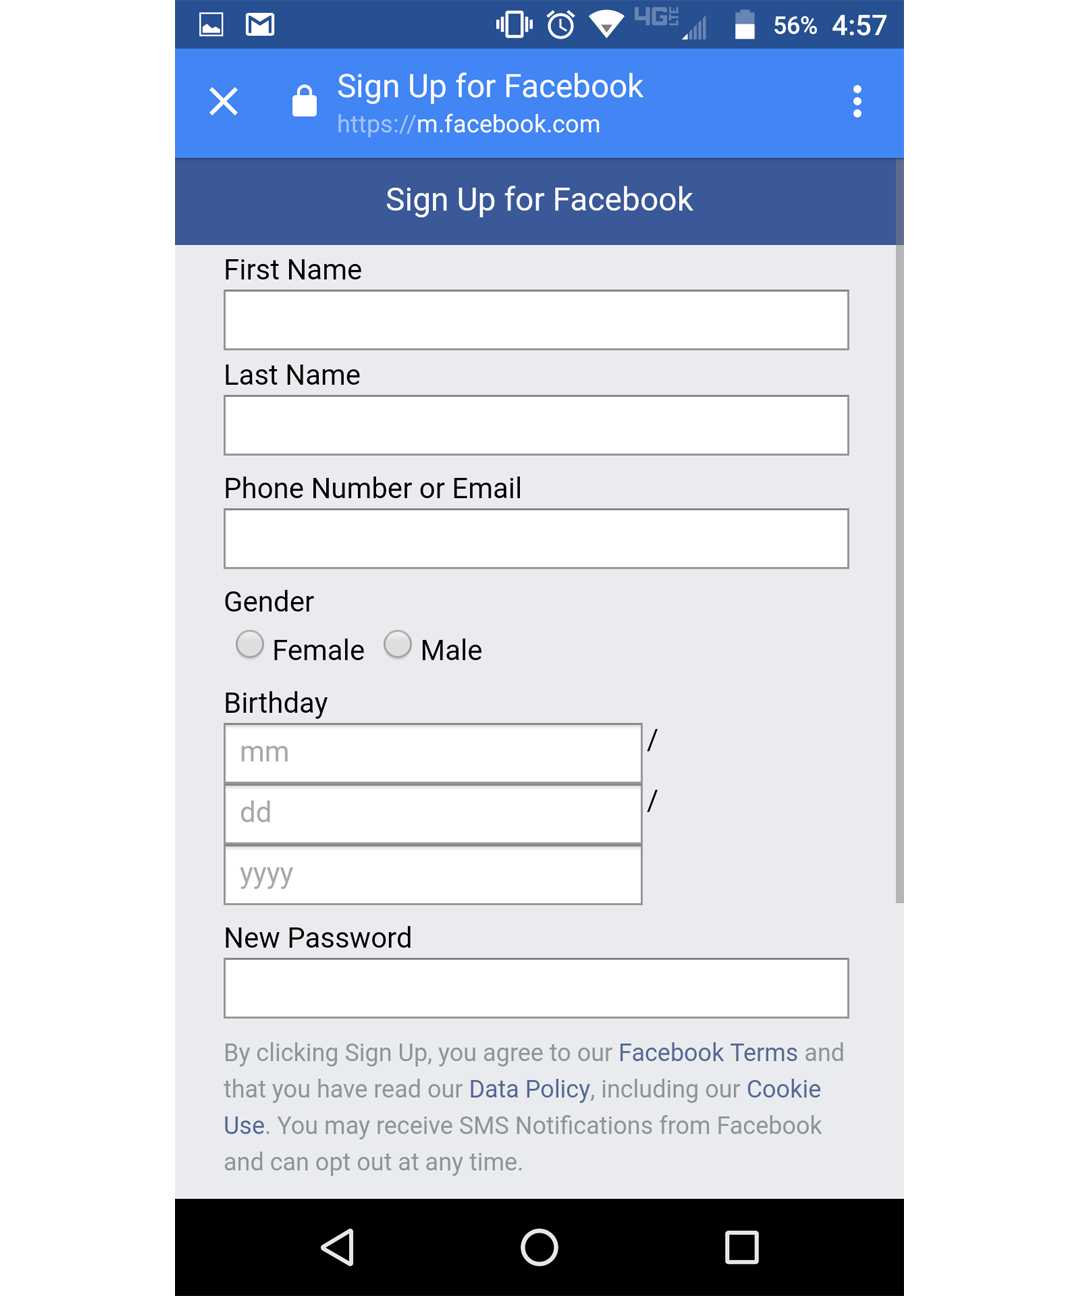 4G LTE 56% 4:57
Sign Up for Facebook
https://m.facebook.com
Sign Up for Facebook
First Name
Last Name
Phone Number or Email
Gender
Female Male
Birthday
mm /
dd /
yyyy
New Password
By clicking Sign Up, you agree to our Facebook Terms and
that you have read our Data Policy, including our Cookie
Use. You may receive SMS Notifications from Facebook
and can opt out at any time.